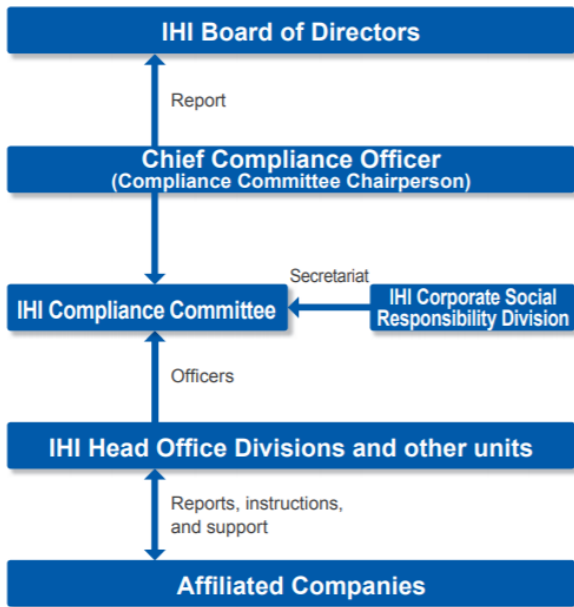 IHI Board of Directors
Report
Chief Compliance Officer
(Compliance Committee Chairperson)
Secretariat
IHI Compliance Committee
IHI Corporate Social
Responsibility Division
Officers
IHI Head Office Divisions and other units
Reports, instructions,
and support
Affiliated Companies